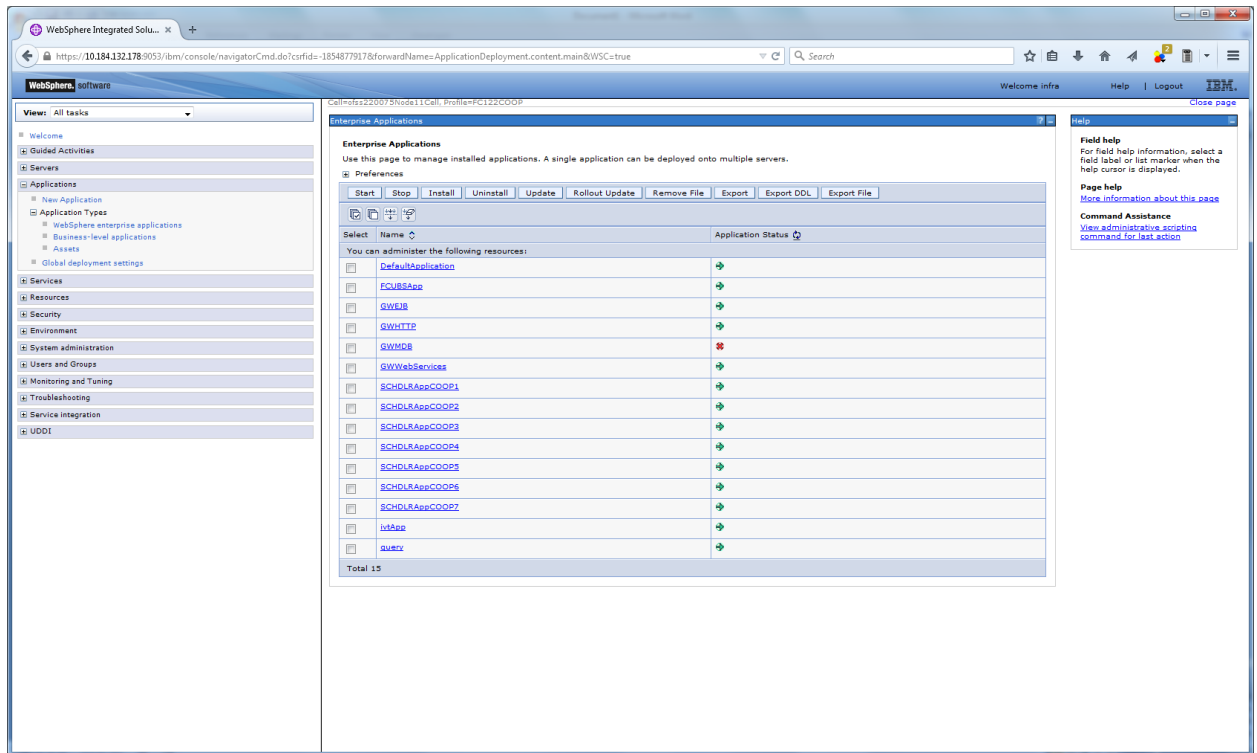 WebSphere Integrated Solu... × +
https://10.184.132.178:9053/ibm/console/navigatorCmd.do?csrfid=-1854877917&forwardName=ApplicationDeployment.content.main&WSC=true
Search
2
WebSphere. software
Welcome infra
Help | Logout
IBM.
View: All tasks
Welcome
Guided Activities
Servers
Applications
New Application
Application Types
WebSphere enterprise applications
Business-level applications
Assets
Global deployment settings
Services
Resources
Security
Environment
System administration
Users and Groups
Monitoring and Tuning
Troubleshooting
Service integration
UDDI
Cell=ofss220075Node11Cell, Profile=FC122COOP
Close page
Enterprise Applications
? 
Enterprise Applications
Use this page to manage installed applications. A single application can be deployed onto multiple servers.
Preferences
Start Stop Install Uninstall Update Rollout Update Remove File Export Export DDL Export File
Select Name Application Status
You can administer the following resources:
DefaultApplication
FCUBSApp
GWEJB
GWHTTP
GWMDB
GWWebServices
SCHDLRAppCOOP1
SCHDLRAppCOOP2
SCHDLRAppCOOP3
SCHDLRAppCOOP4
SCHDLRAppCOOP5
SCHDLRAppCOOP6
SCHDLRAppCOOP7
ivtApp
query
Total 15
Help
Field help
For field help information, select a
field label or list marker when the
help cursor is displayed.
Page help
More information about this page
Command Assistance
View administrative scripting
command for last action